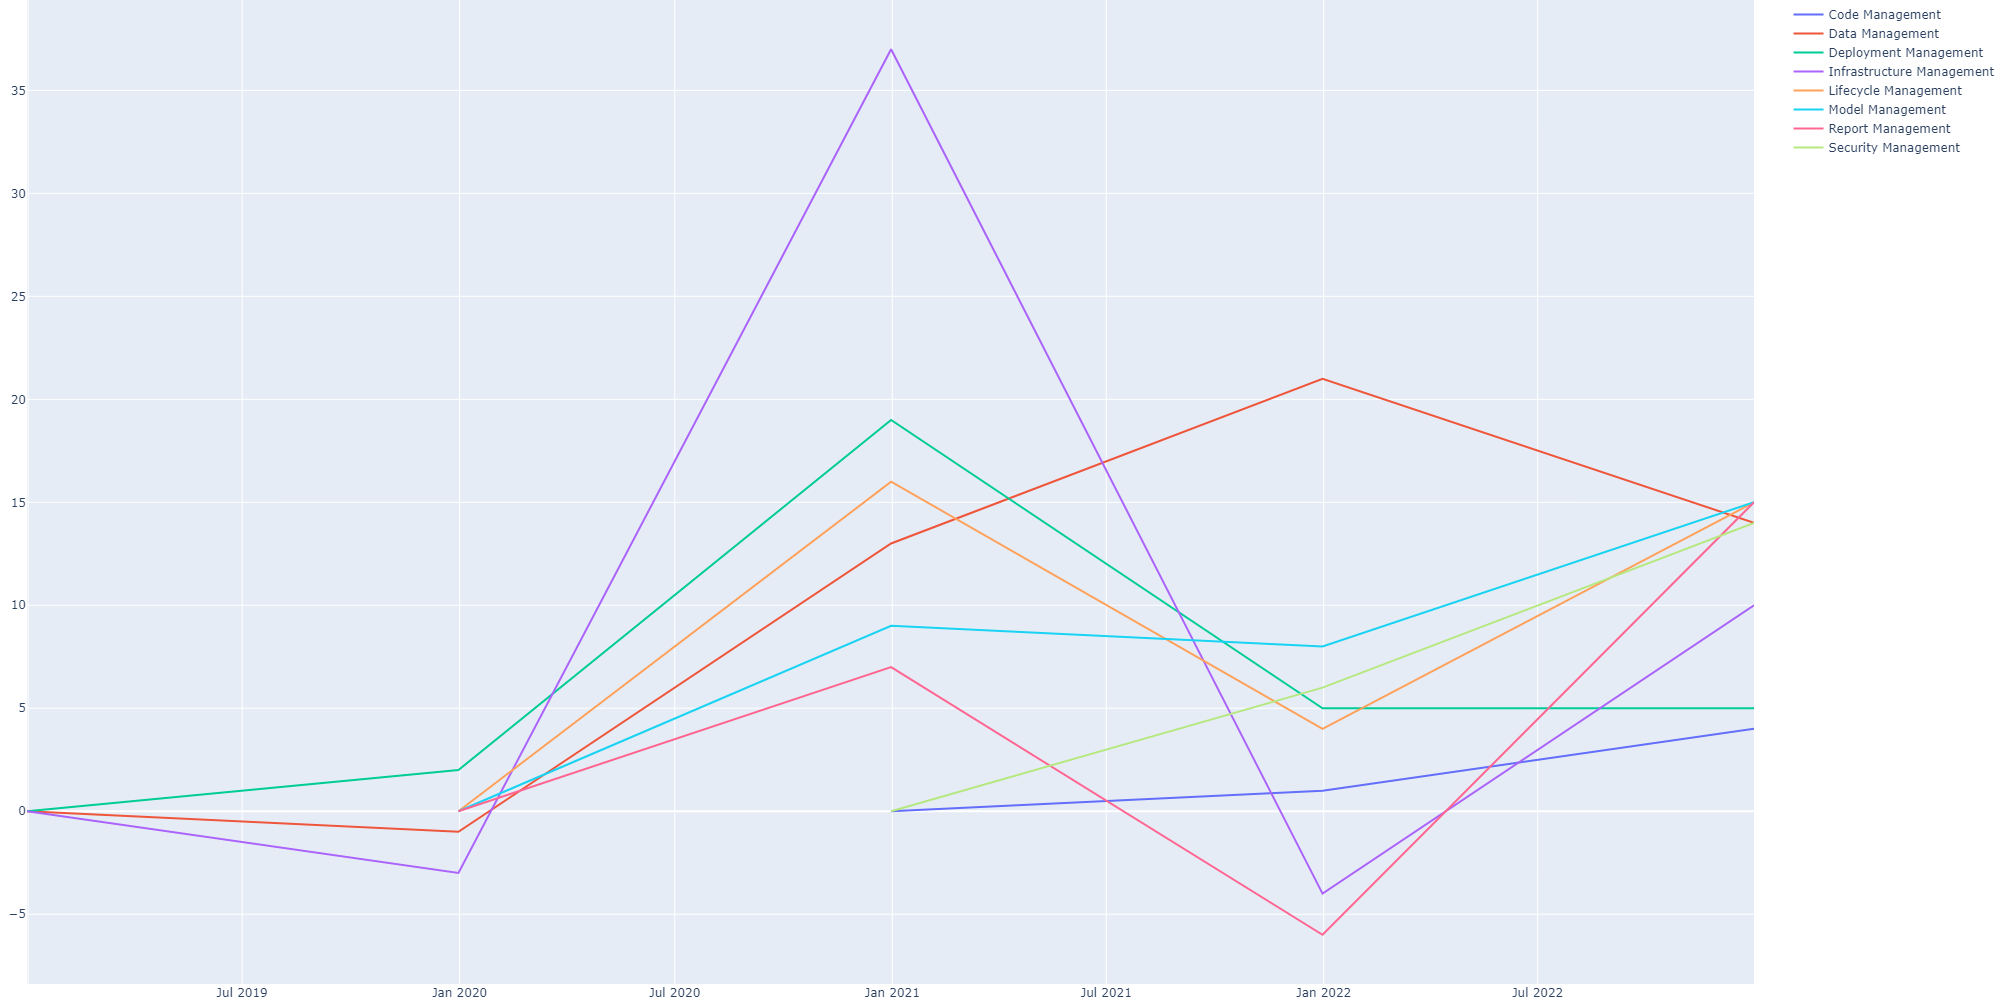 Code Management
Data Management
Deployment Management
Infrastructure Management
Lifecycle Management
Model Management
Report Management
Security Management
35
30
25
20
15
10
5
0
−5
Jul 2019
Jan 2020
Jul 2020
Jan 2021
Jul 2021
Jan 2022
Jul 2022